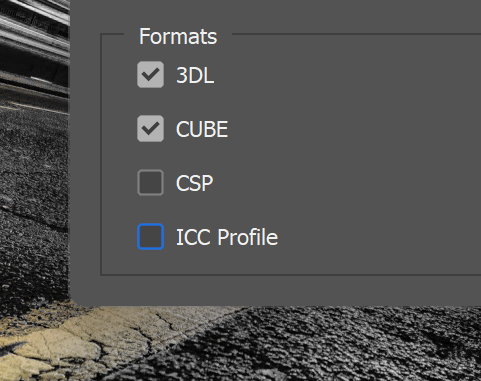 Formats
3DL
CUBE
CSP
ICC Profile